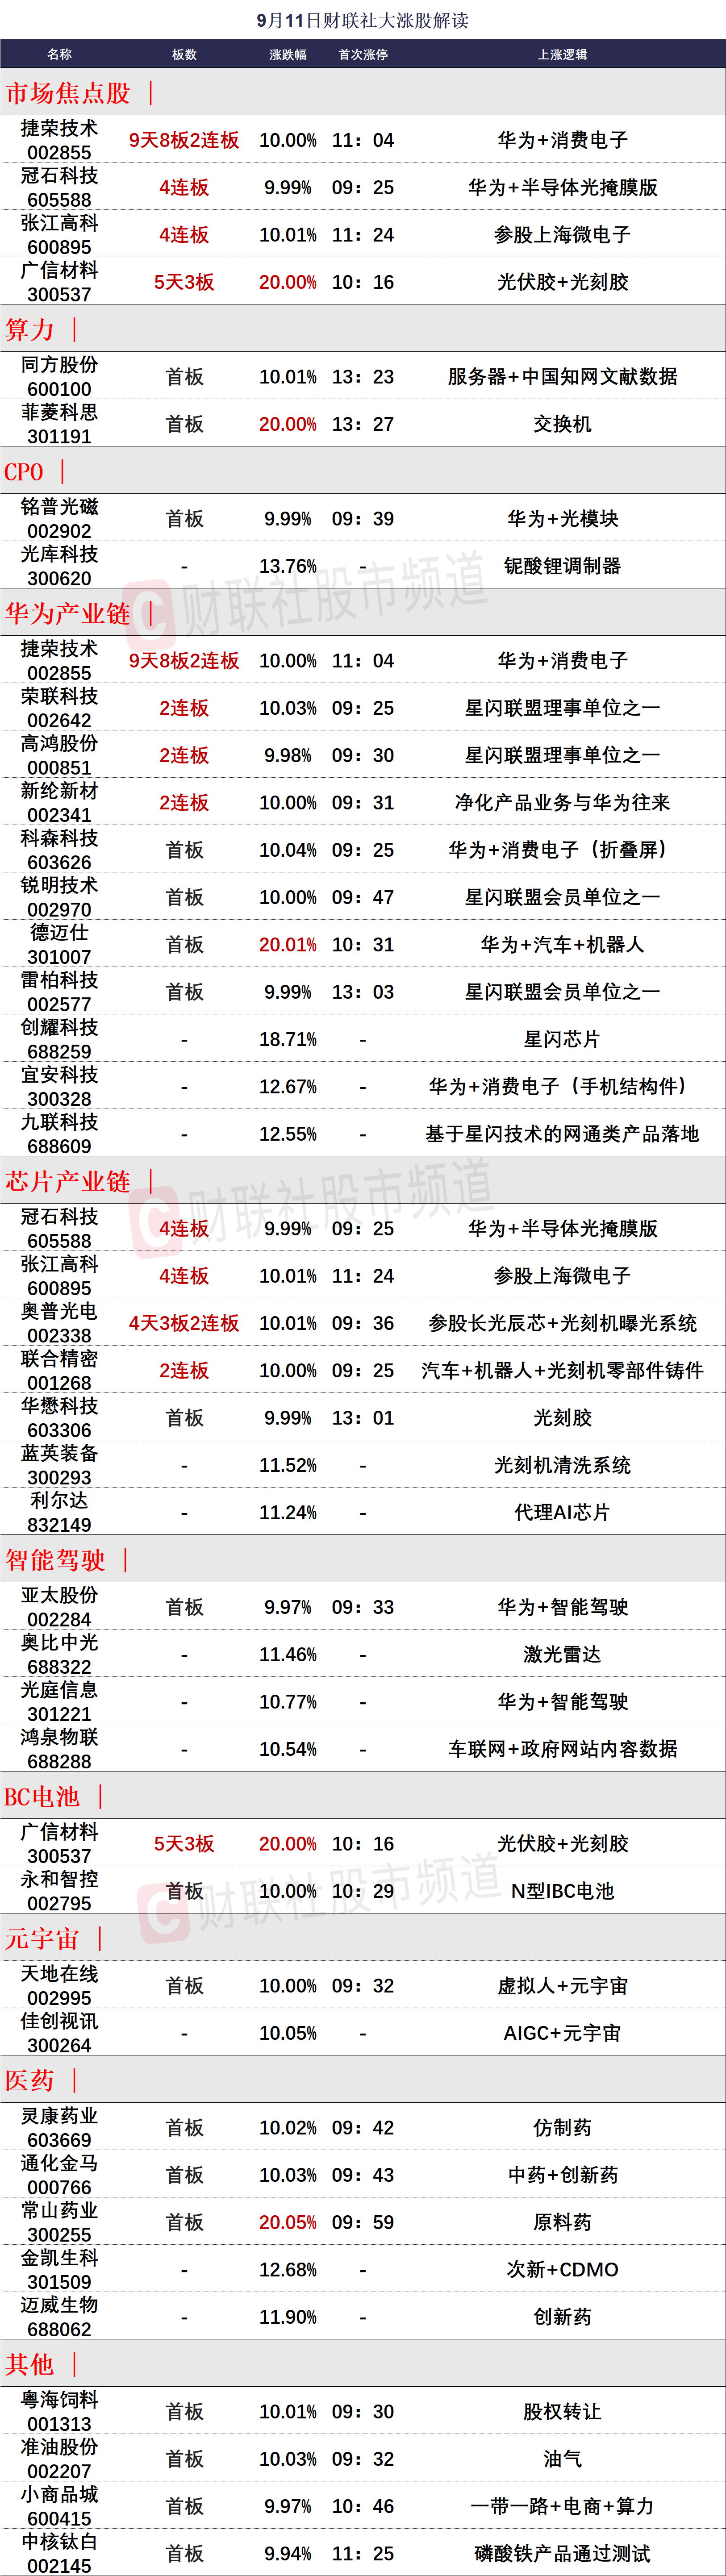 9月11日财联社大涨股解读
名称 板数 涨跌幅 首次涨停 上涨逻辑
市场焦点股 |
捷荣技术
002855 9天8板2连板 10.00% 11：04 华为+消费电子
冠石科技
605588 4连板 9.99% 09：25 华为+半导体光掩膜版
张江高科
600895 4连板 10.01% 11：24 参股上海微电子
广信材料
300537 5天3板 20.00% 10：16 光伏胶+光刻胶
算力 |
同方股份
600100 首板 10.01% 13：23 服务器+中国知网文献数据
菲菱科思
301191 首板 20.00% 13：27 交换机
CPO |
铭普光磁
002902 首板 9.99% 09：39 华为+光模块
光库科技
300620 - 13.76% - 铌酸锂调制器
财联社股市频道
华为产业链 |
捷荣技术
002855 9天8板2连板 10.00% 11：04 华为+消费电子
荣联科技
002642 2连板 10.03% 09：25 星闪联盟理事单位之一
高鸿股份
000851 2连板 9.98% 09：30 星闪联盟理事单位之一
新纶新材
002341 2连板 10.00% 09：31 净化产品业务与华为往来
科森科技
603626 首板 10.04% 09：25 华为+消费电子（折叠屏）
锐明技术
002970 首板 10.00% 09：47 星闪联盟会员单位之一
德迈仕
301007 首板 20.01% 10：31 华为+汽车+机器人
雷柏科技
002577 首板 9.99% 13：03 星闪联盟会员单位之一
创耀科技
688259 - 18.71% - 星闪芯片
宜安科技
300328 - 12.67% - 华为+消费电子（手机结构件）
九联科技
688609 - 12.55% - 基于星闪技术的网通类产品落地
芯片产业链 |
财联社股市频道
冠石科技
605588 4连板 9.99% 09：25 华为+半导体光掩膜版
张江高科
600895 4连板 10.01% 11：24 参股上海微电子
奥普光电
002338 4天3板2连板 10.01% 09：36 参股长光辰芯+光刻机曝光系统
联合精密
001268 2连板 10.00% 09：25 汽车+机器人+光刻机零部件铸件
华懋科技
603306 首板 9.99% 13：01 光刻胶
蓝英装备
300293 - 11.52% - 光刻机清洗系统
利尔达
832149 - 11.24% - 代理AI芯片
智能驾驶 |
亚太股份
002284 首板 9.97% 09：33 华为+智能驾驶
奥比中光
688322 - 11.46% - 激光雷达
光庭信息
301221 - 10.77% - 华为+智能驾驶
鸿泉物联
688288 - 10.54% - 车联网+政府网站内容数据
BC电池 |
广信材料
300537 5天3板 20.00% 10：16 光伏胶+光刻胶
永和智控
002795 首板 10.00% 10：29 N型IBC电池
财联社股市频道
元宇宙 |
天地在线
002995 首板 10.00% 09：32 虚拟人+元宇宙
佳创视讯
300264 - 10.05% - AIGC+元宇宙
医药 |
灵康药业
603669 首板 10.02% 09：42 仿制药
通化金马
000766 首板 10.03% 09：43 中药+创新药
常山药业
300255 首板 20.05% 09：59 原料药
金凯生科
301509 - 12.68% - 次新+CDMO
迈威生物
688062 - 11.90% - 创新药
其他 |
粤海饲料
001313 首板 10.01% 09：30 股权转让
准油股份
002207 首板 10.03% 09：32 油气
小商品城
600415 首板 9.97% 10：46 一带一路+电商+算力
中核钛白
002145 首板 9.94% 11：25 磷酸铁产品通过测试